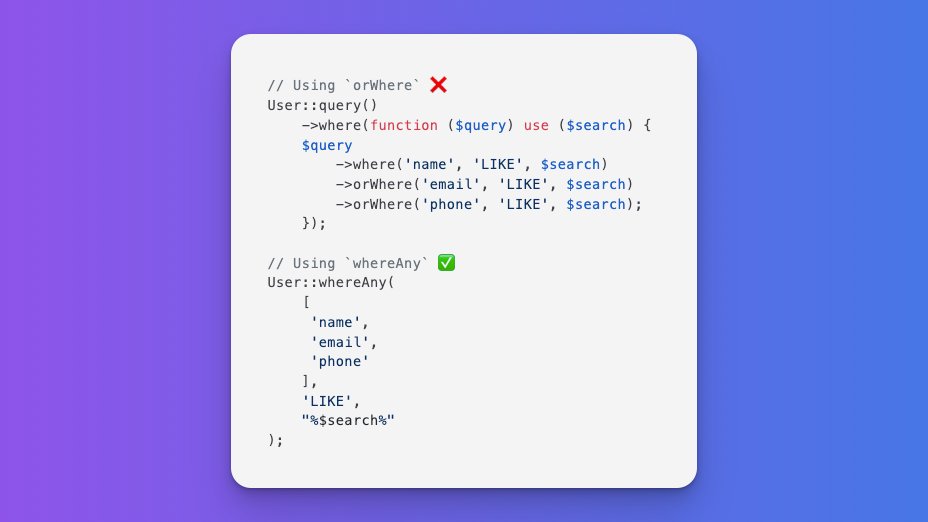 // Using `orWhere` ❌
User::query()
    ->where(function ($query) use ($search) {
    $query
        ->where('name', 'LIKE', $search)
        ->orWhere('email', 'LIKE', $search)
        ->orWhere('phone', 'LIKE', $search);
    });

// Using `whereAny` ✅
User::whereAny(
    [
     'name',
     'email',
     'phone'
    ],
    'LIKE',
    "%$search%"
);